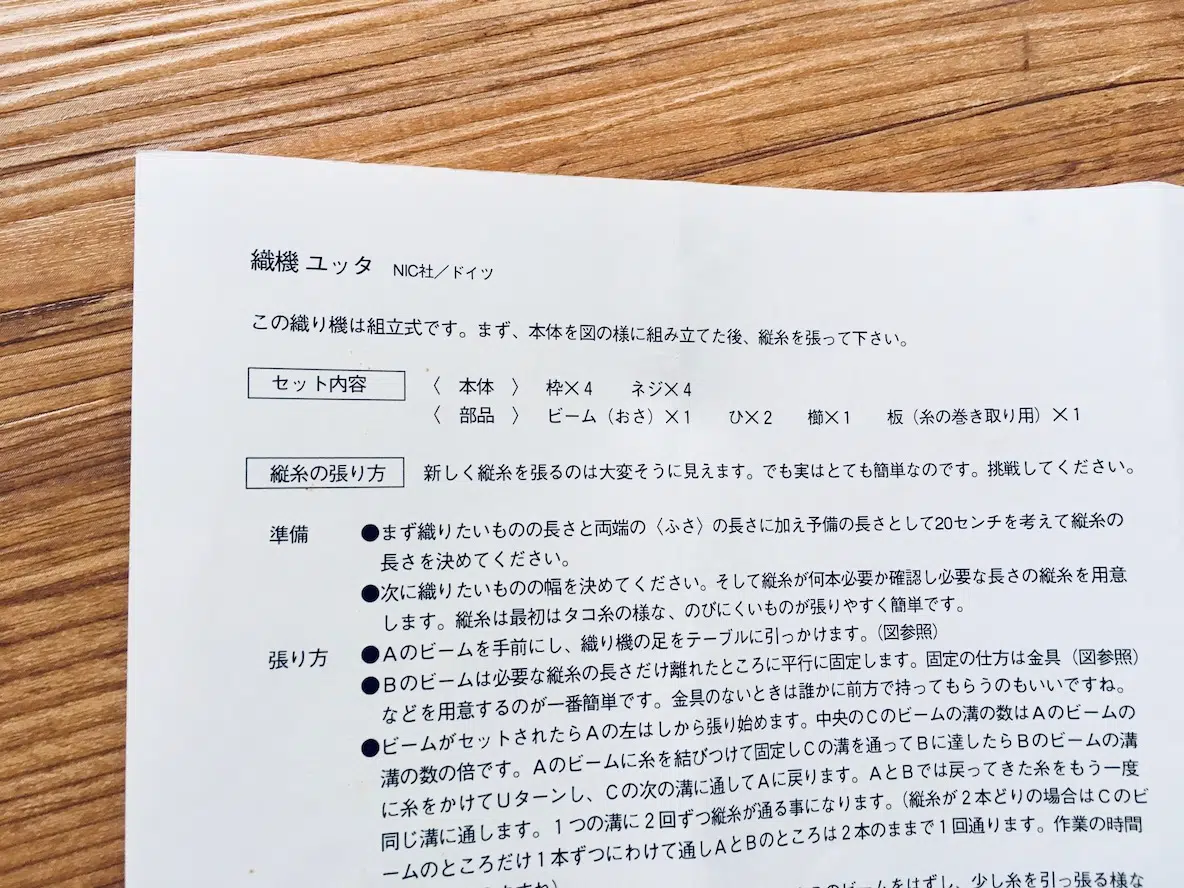 織機 ユッタ NIC社／ドイツ
この織り機は組立式です。まず、本体を図の様に組み立てた後、縦糸を張って下さい。
セット内容 〈 本体 〉 枠×4 ネジ×4
〈 部品 〉 ビーム（おさ）×1 ひ×2 櫛×1 板（糸の巻き取り用）×1
縦糸の張り方 新しく縦糸を張るのは大変そうに見えます。でも実はとても簡単なのです。挑戦してください。
準備 ●まず織りたいものの長さと両端の〈ふさ〉の長さに加え予備の長さとして20センチを考えて縦糸の
長さを決めてください。
●次に織りたいものの幅を決めてください。そして縦糸が何本必要か確認し必要な長さの縦糸を用意
します。縦糸は最初はタコ糸の様な、のびにくいものが張りやすく簡単です。
張り方 ●Aのビームを手前にし、織り機の足をテーブルに引っかけます。（図参照）
●Bのビームは必要な縦糸の長さだけ離れたところに平行に固定します。固定の仕方は金具（図参照）
などを用意するのが一番簡単です。金具のないときは誰かに前方で持ってもらうのもいいですね。
●ビームがセットされたらAの左はしから張り始めます。中央のCのビームの溝の数はAのビームの
溝の数の倍です。Aのビームに糸を結びつけて固定しCの溝を通ってBに達したらBのビームの溝
に糸をかけてUターンし、Cの次の溝に通してAに戻ります。AとBでは戻ってきた糸をもう一度
同じ溝に通します。1つの溝に2回ずつ縦糸が通る事になります。（縦糸が2本どりの場合はCのビ
ームのところだけ1本ずつにわけて通しAとBのところは2本のままで1回通ります。作業の時間
のビームをはずし、少し糸を引っ張る様な